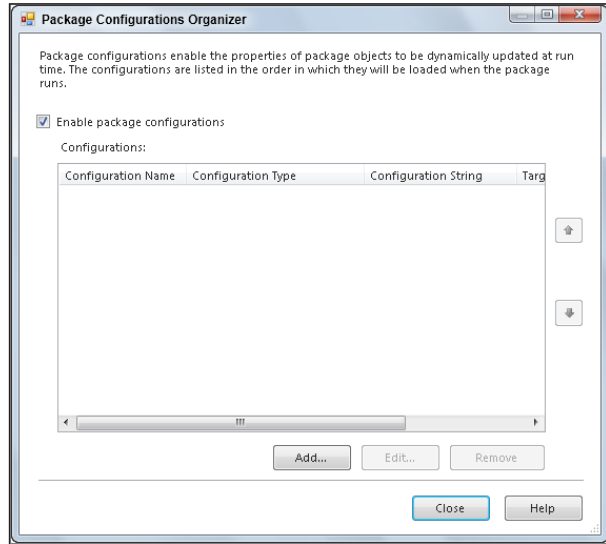 Package Configurations Organizer
Package configurations enable the properties of package objects to be dynamically updated at run
time. The configurations are listed in the order in which they will be loaded when the package
runs.
Enable package configurations
Configurations:
Configuration Name Configuration Type Configuration String Targ
Add... Edit... Remove
Close Help